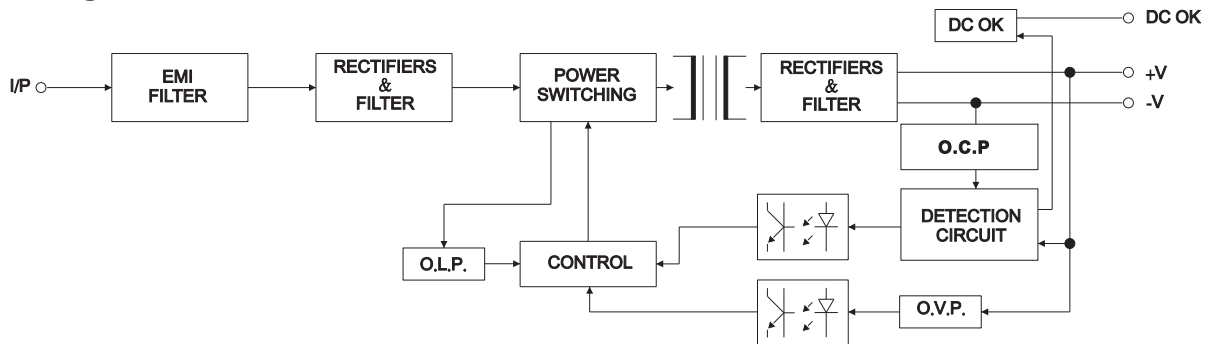 DC OK
DC OK
I/P
EMI
FILTER
RECTIFIERS
&
FILTER
POWER
SWITCHING
RECTIFIERS
&
FILTER
+V
-V
O.C.P
DETECTION
CIRCUIT
O.L.P.
CONTROL
O.V.P.